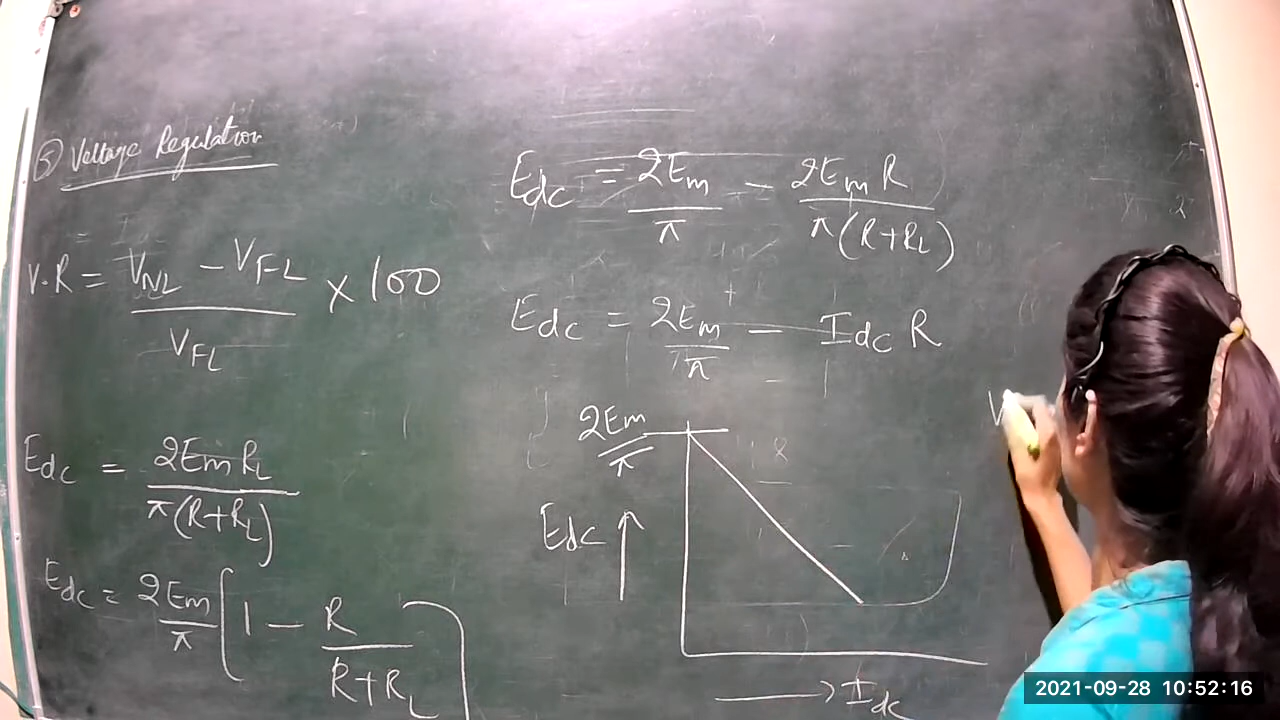 5) Voltage Regulation
V.R = (V_NL - V_FL) / V_FL × 100
E_dc = 2E_m R_L / π(R+R_L)
E_dc = 2E_m/π [1 - R / (R+R_L)]
E_dc = 2E_m/π - 2E_m R / π(R+R_L)
E_dc = 2E_m/π - I_dc R
2E_m/π
E_dc ↑
→ I_dc
V
2021-09-28 10:52:16